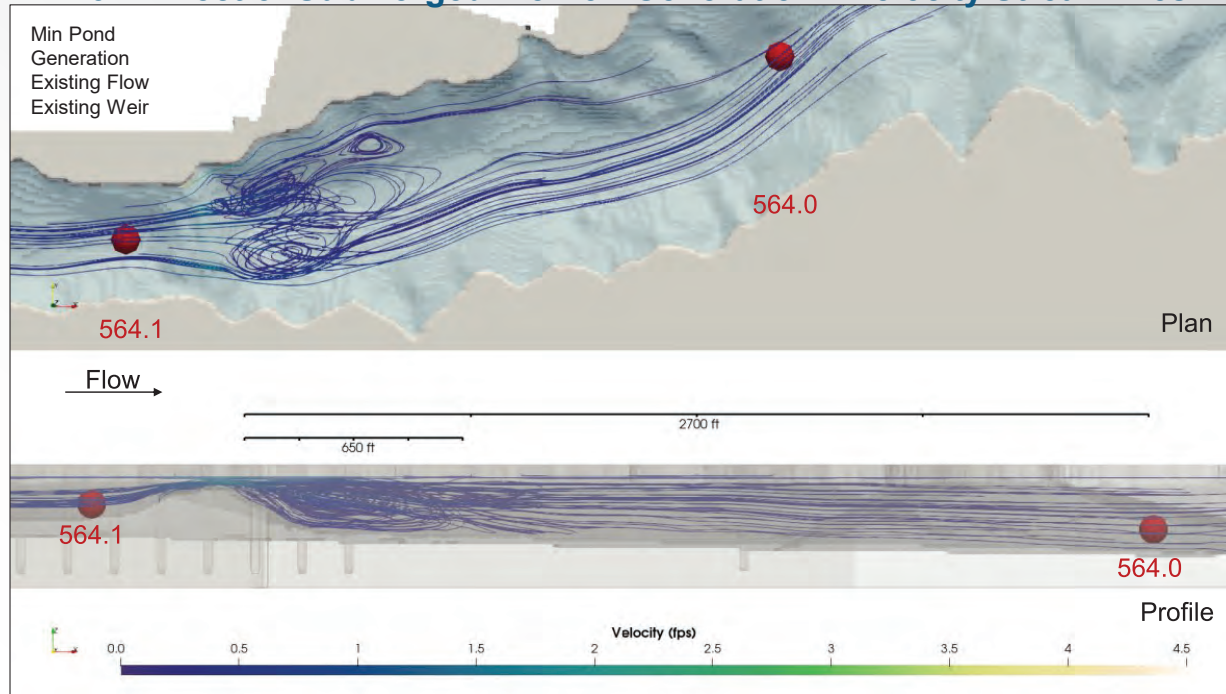 Min Pond
Generation
Existing Flow
Existing Weir
564.0
564.1
Plan
Flow
2700 ft
650 ft
564.1
564.0
Profile
Velocity (fps)
0.0 0.5 1 1.5 2 2.5 3 3.5 4 4.5